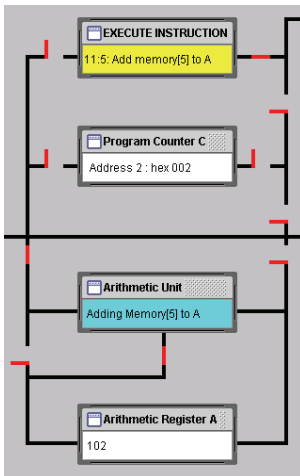 EXECUTE INSTRUCTION
11:5: Add memory[5] to A
Program Counter C
Address 2 : hex 002
Arithmetic Unit
Adding Memory[5] to A
Arithmetic Register A
102